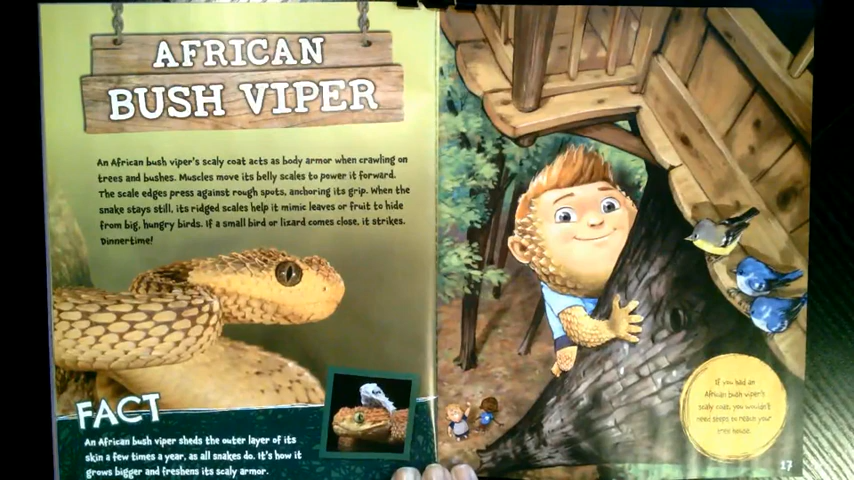 AFRICAN
BUSH VIPER
An African bush viper's scaly coat acts as body armor when crawling on
trees and bushes. Muscles move its belly scales to power it forward.
The scale edges press against rough spots, anchoring its grip. When the
snake stays still, its ridged scales help it mimic leaves or fruit to hide
from big, hungry birds. If a small bird or lizard comes close, it strikes.
Dinnertime!
FACT
An African bush viper sheds the outer layer of its
skin a few times a year, as all snakes do. It's how it
grows bigger and freshens its scaly armor.
If you had an
African bush viper's
scaly coat, you wouldn't
need steps to reach your
tree house.
17